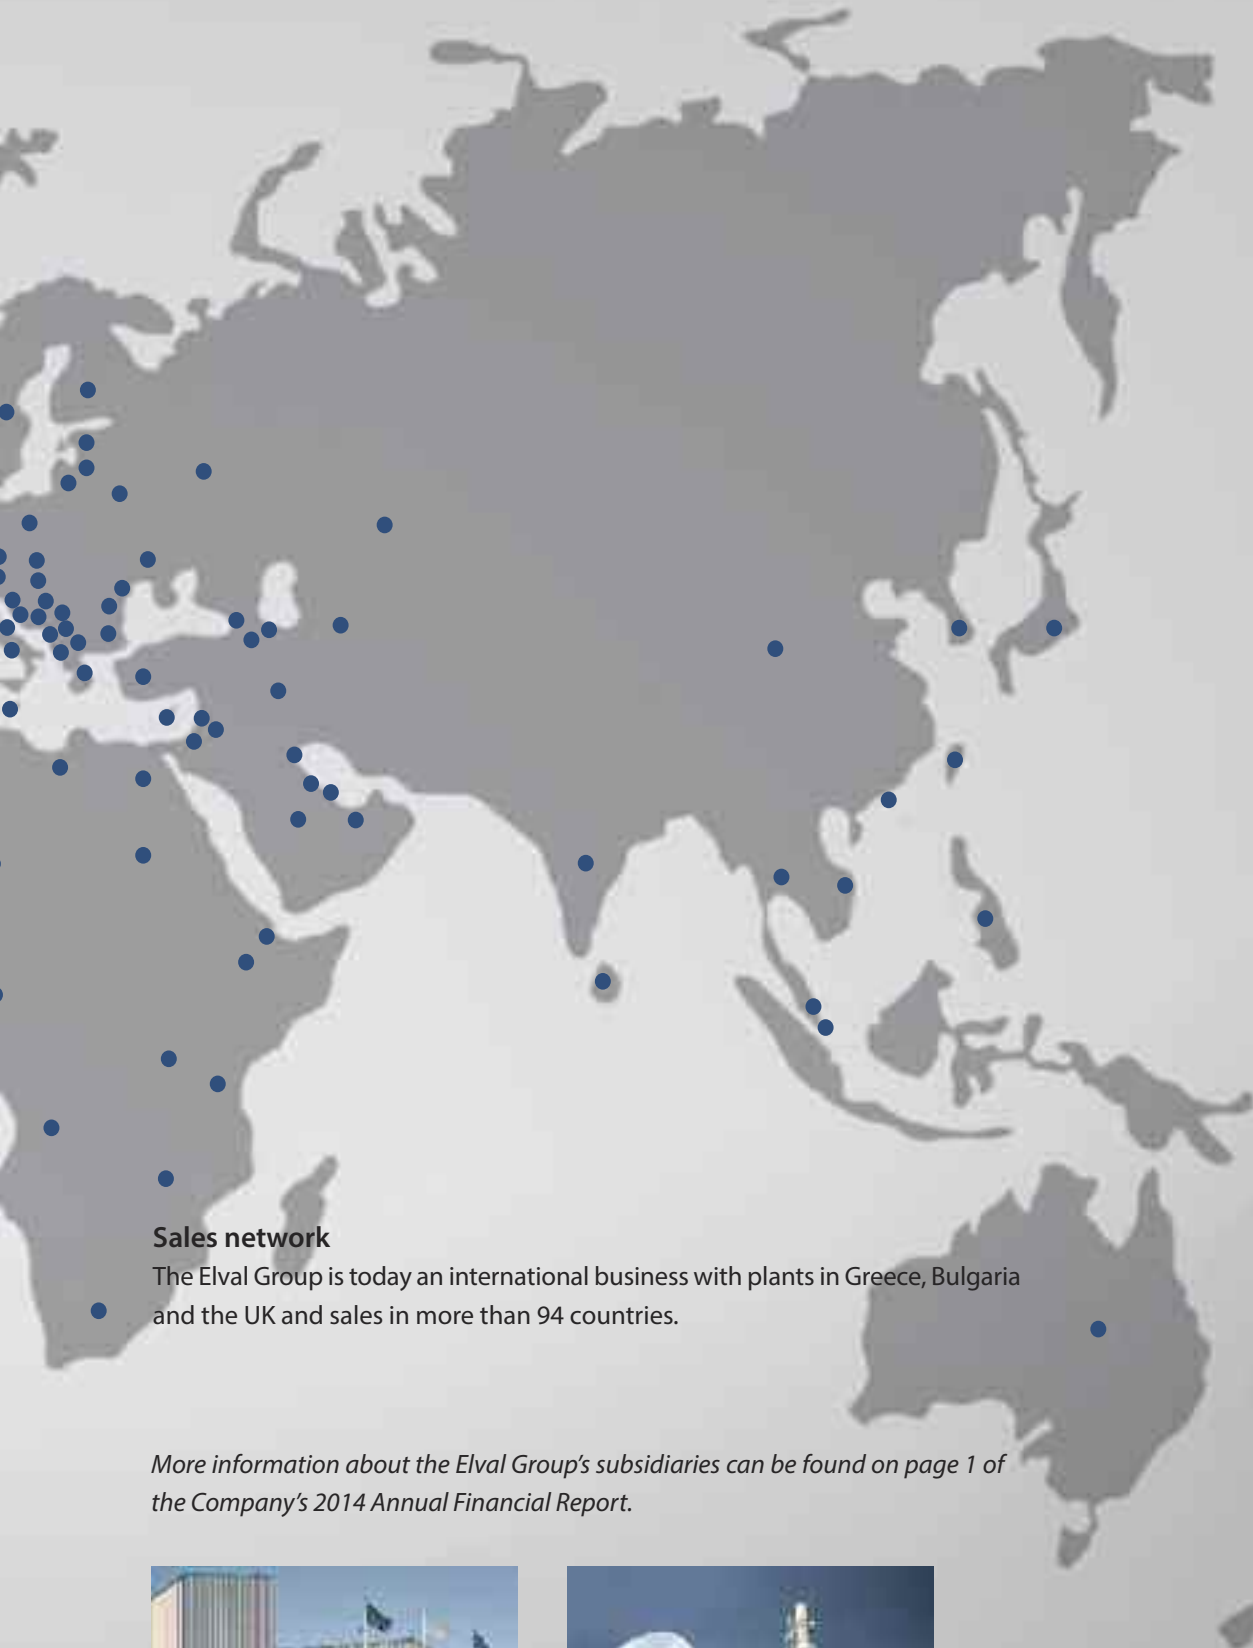 Sales network
The Elval Group is today an international business with plants in Greece, Bulgaria
and the UK and sales in more than 94 countries.
More information about the Elval Group's subsidiaries can be found on page 1 of
the Company's 2014 Annual Financial Report.